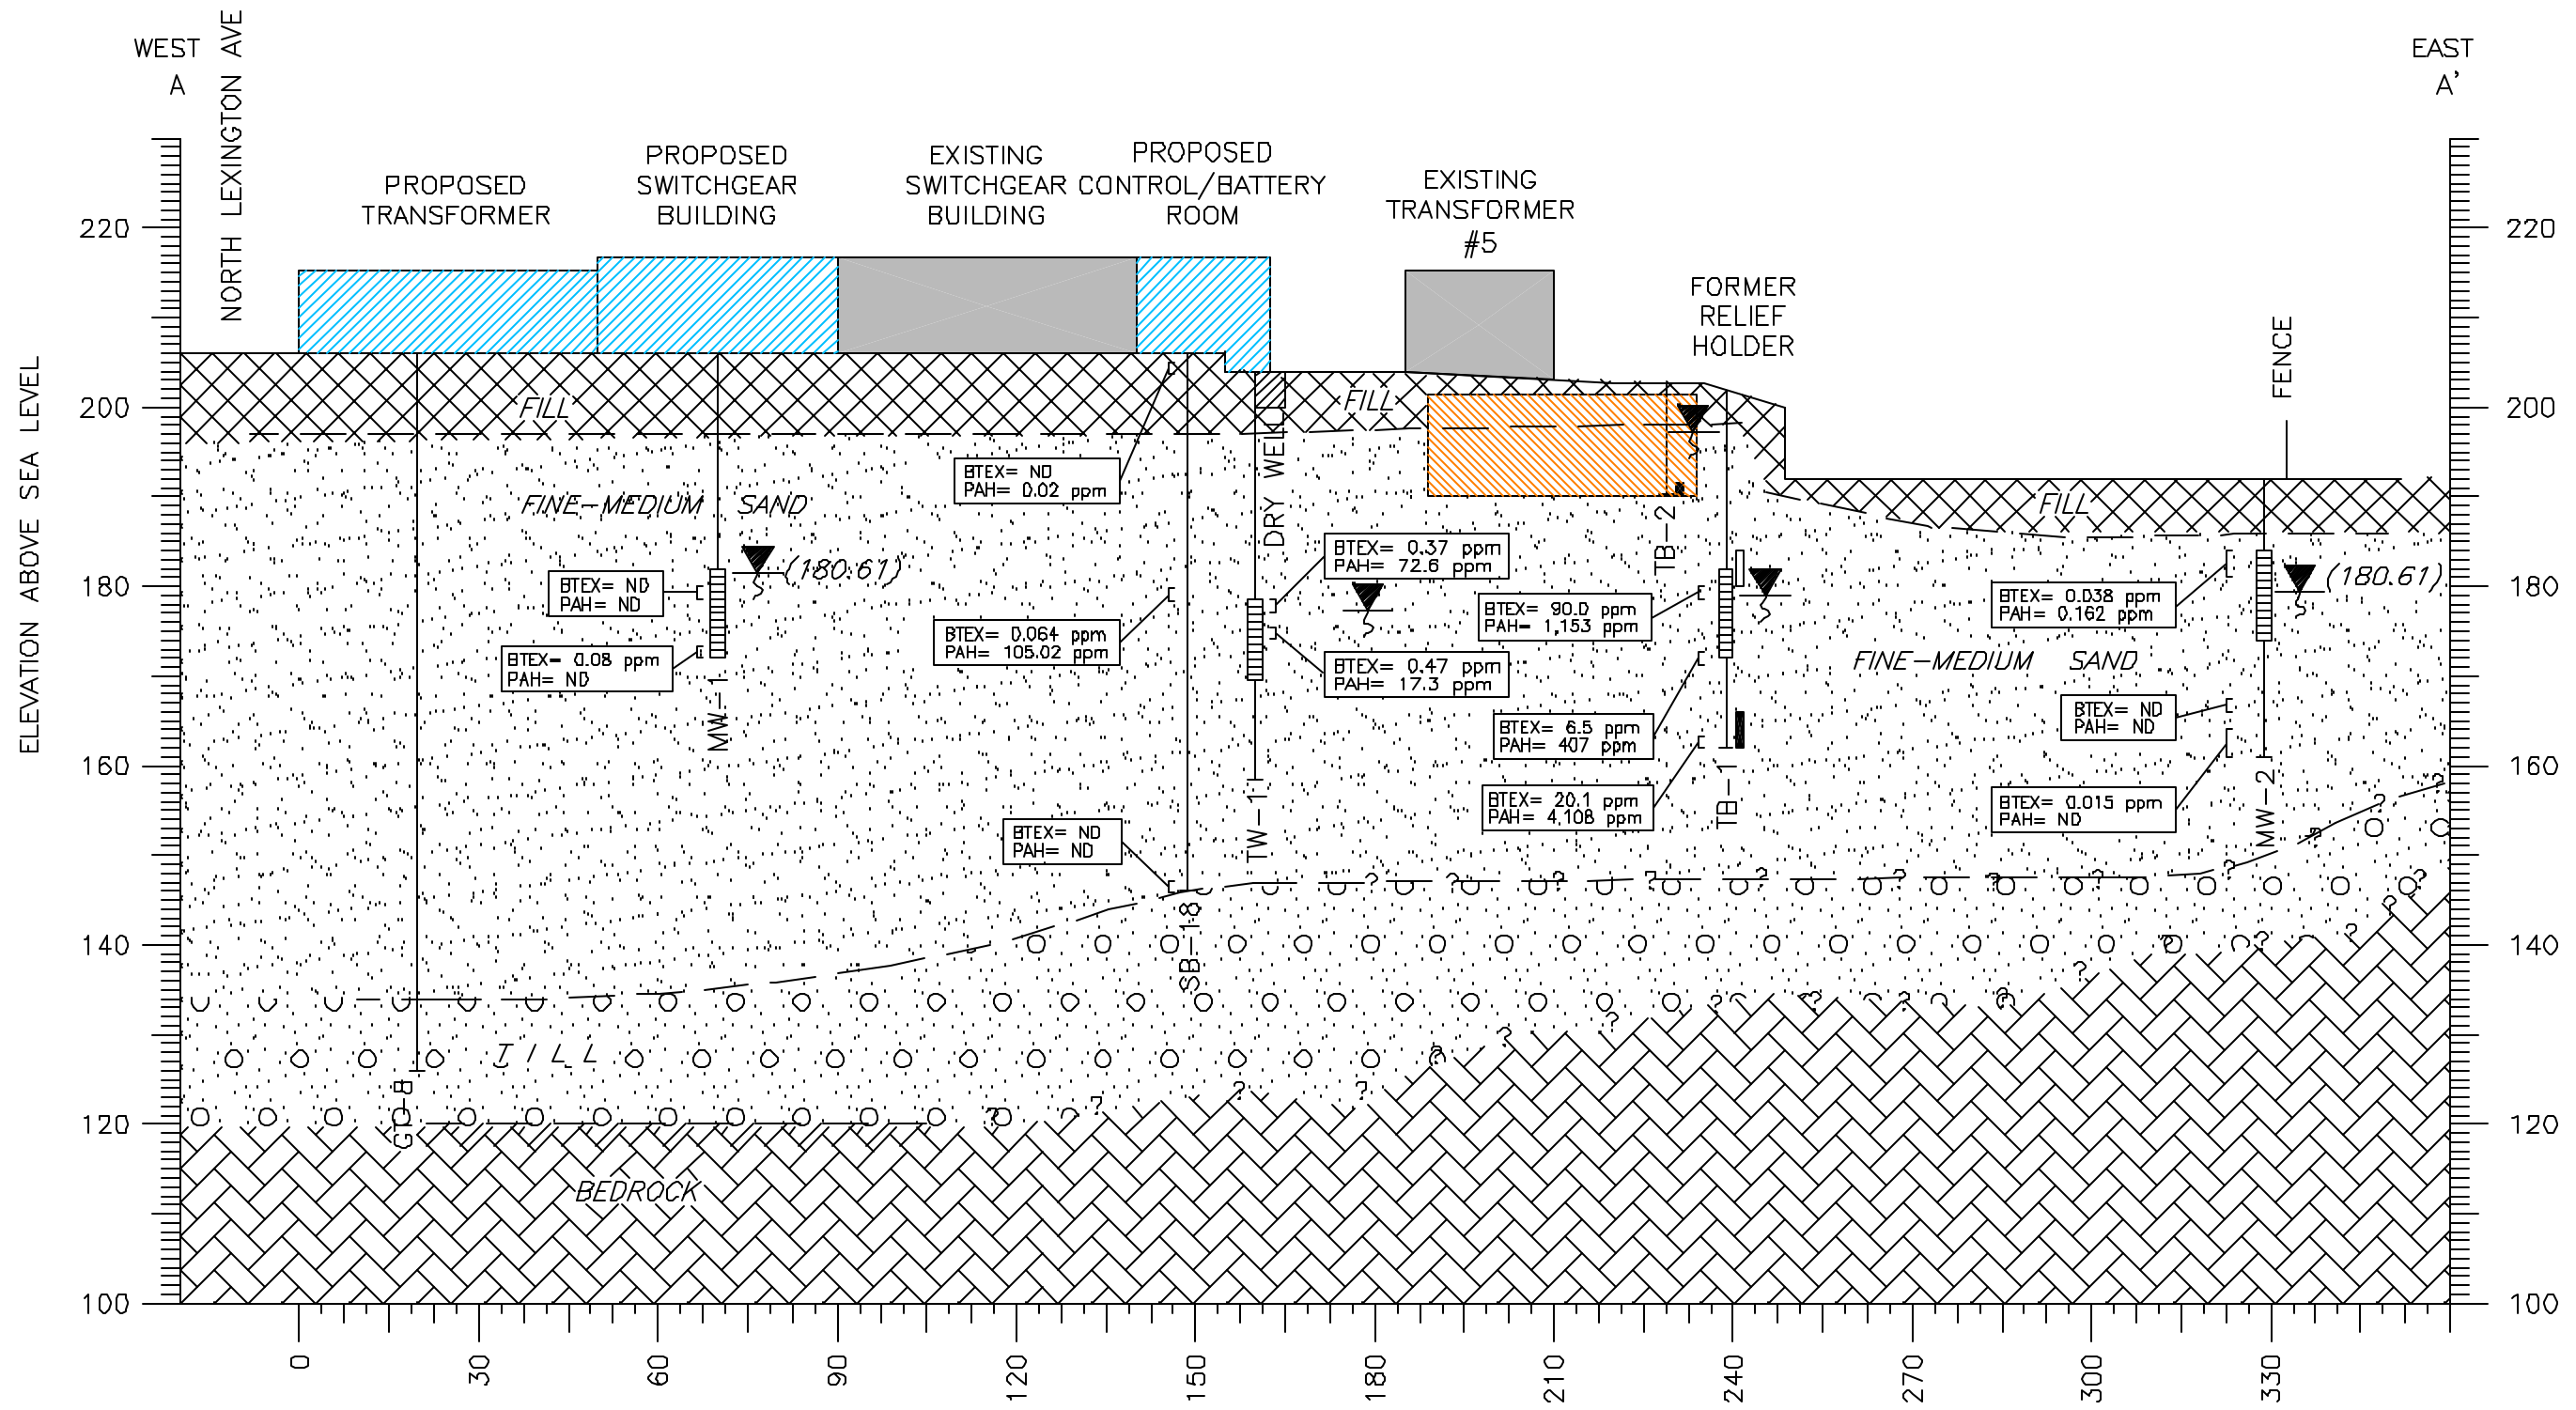 WEST
A
NORTH LEXINGTON AVE
EAST
A'
PROPOSED
TRANSFORMER
PROPOSED
SWITCHGEAR
BUILDING
EXISTING
SWITCHGEAR
BUILDING
PROPOSED
CONTROL/BATTERY
ROOM
EXISTING
TRANSFORMER
#5
FORMER
RELIEF
HOLDER
FENCE
ELEVATION ABOVE SEA LEVEL
220
200
180
160
140
120
100
220
200
180
160
140
120
100
FILL
FILL
FILL
FINE-MEDIUM SAND
FINE-MEDIUM SAND
DRY WELL
BTEX= ND
PAH= 0.02 ppm
BTEX= ND
PAH= ND
BTEX= 0.08 ppm
PAH= ND
(180.61)
BTEX= 0.064 ppm
PAH= 105.02 ppm
BTEX= ND
PAH= ND
BTEX= 0.37 ppm
PAH= 72.6 ppm
BTEX= 0.47 ppm
PAH= 17.3 ppm
BTEX= 90.0 ppm
PAH= 1,153 ppm
BTEX= 6.5 ppm
PAH= 407 ppm
BTEX= 20.1 ppm
PAH= 4,108 ppm
BTEX= 0.038 ppm
PAH= 0.162 ppm
(180.61)
BTEX= ND
PAH= ND
BTEX= 0.015 ppm
PAH= ND
MW-1
SB-18
TW-1
TB-2
TB-1
MW-2
TILL
BEDROCK
? ? ? ? ? ? ? ? ? ? ? ?
? ? ? ? ? ? ? ? ? ? ? ? ? ? ? ? ? ?
0 30 60 90 120 150 180 210 240 270 300 330